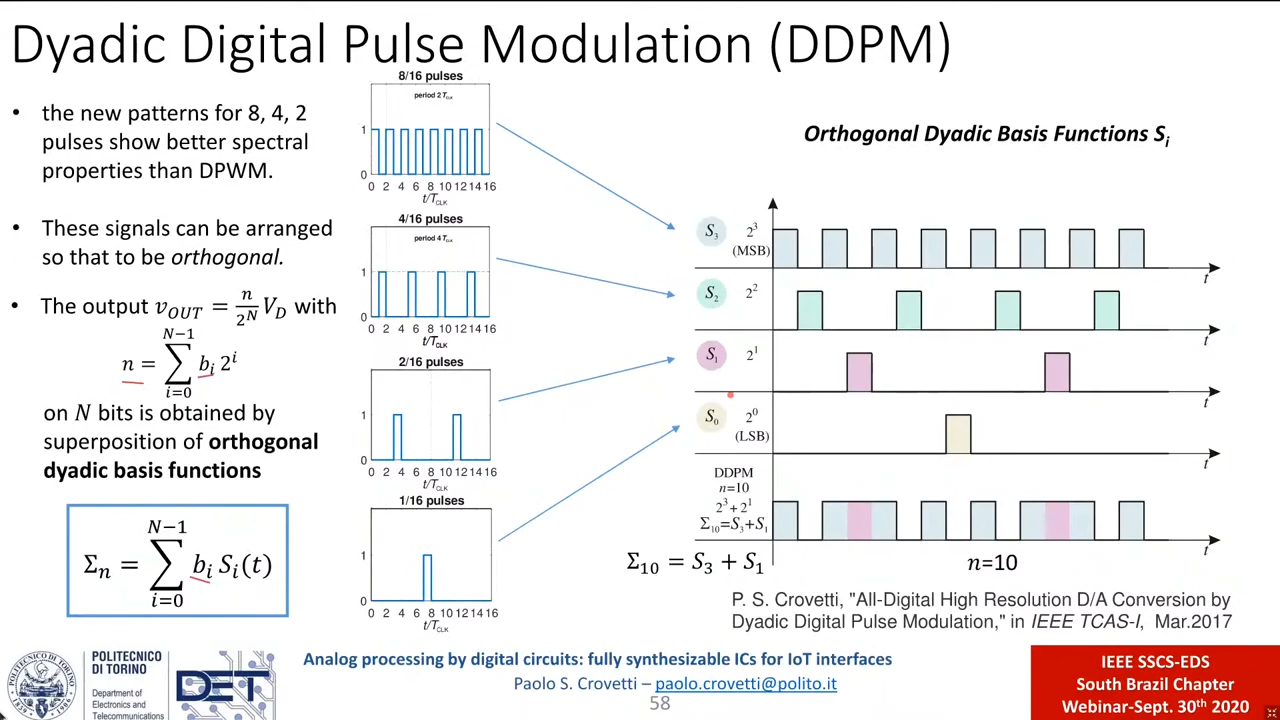 Dyadic Digital Pulse Modulation (DDPM)
• the new patterns for 8, 4, 2
pulses show better spectral
properties than DPWM.
• These signals can be arranged
so that to be orthogonal.
• The output v_OUT = n/2^N V_D with
n = ∑_{i=0}^{N−1} b_i 2^i
on N bits is obtained by
superposition of orthogonal
dyadic basis functions
Σ_n = ∑_{i=0}^{N−1} b_i S_i(t)
8/16 pulses
period 2 T_CLK
1
0
0 2 4 6 8 10 12 14 16
t/T_CLK
4/16 pulses
period 4 T_CLK
1
0
0 2 4 6 8 10 12 14 16
t/T_CLK
2/16 pulses
1
0
0 2 4 6 8 10 12 14 16
t/T_CLK
1/16 pulses
1
0
0 2 4 6 8 10 12 14 16
t/T_CLK
Orthogonal Dyadic Basis Functions S_i
S_3 2^3
(MSB)
t
S_2 2^2
t
S_1 2^1
t
S_0 2^0
(LSB)
t
DDPM
n=10
2^3+2^1
Σ_10=S_3+S_1
t
Σ_10 = S_3 + S_1
n=10
P. S. Crovetti, "All-Digital High Resolution D/A Conversion by
Dyadic Digital Pulse Modulation," in IEEE TCAS-I, Mar.2017
POLITECNICO
DI TORINO
Department of
Electronics and
Telecommunications
DET
Analog processing by digital circuits: fully synthesizable ICs for IoT interfaces
Paolo S. Crovetti – paolo.crovetti@polito.it
58
IEEE SSCS-EDS
South Brazil Chapter
Webinar-Sept. 30th 2020